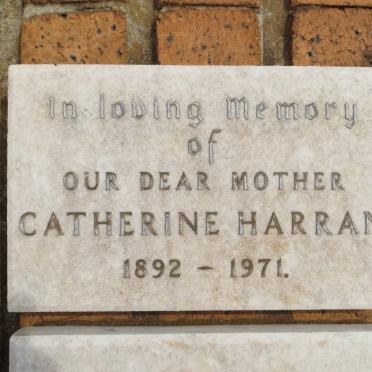 In loving Memory
of
OUR DEAR MOTHER
CATHERINE HARRAN
1892 – 1971.